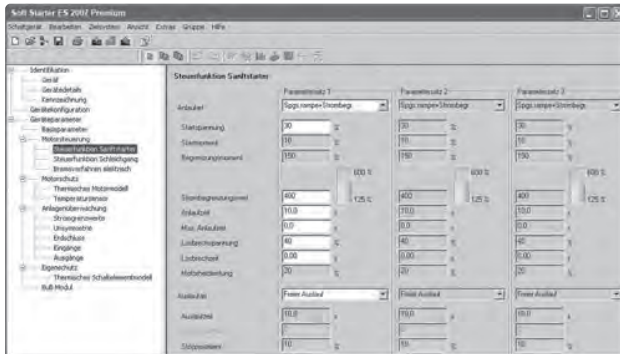 Soft Starter ES 2007 Premium
Schaltgerät Bearbeiten Zielsystem Ansicht Extras Gruppe Hilfe
Identifikation
Gerät
Gerätedetails
Kennzeichnung
Gerätekonfiguration
Geräteparameter
Basisparameter
Motorsteuerung
Steuerfunktion Sanftstarter
Steuerfunktion Schleichgang
Bremsverfahren elektrisch
Motorschutz
Thermisches Motormodell
Temperatursensor
Anlagenüberwachung
Stromgrenzwerte
Unsymmetrie
Erdschluss
Eingänge
Ausgänge
Eigenschutz
Thermisches Schaltelementmodell
Bub Modul
Steuerfunktion Sanftstarter
Parametersatz 1 Parametersatz 2 Parametersatz 3
Anlaufart Spgs.rampe+Strombegr. Spgs.rampe+Strombegr. Spgs.rampe+Strombegr.
Startspannung 30 % 30 % 30 %
Startmoment 10 % 10 % 10 %
Begrenzungsmoment 150 % 150 % 150 %
600 % 600 % 600 %
Strombegrenzungswert 400 125 % 400 125 % 400 125 %
Anlaufzeit 10,0 s 10,0 s 10,0 s
Max. Anlaufzeit 0,0 s 0,0 s 0,0 s
Losbrechspannung 40 % 40 % 40 %
Losbrechzeit 0,00 s 0,00 s 0,00 s
Motorheizleistung 20 % 20 % 20 %
Auslaufart Freier Auslauf Freier Auslauf Freier Auslauf
Auslaufzeit 10,0 s 10,0 s 10,0 s
Stoppmoment 10 % 10 % 10 %